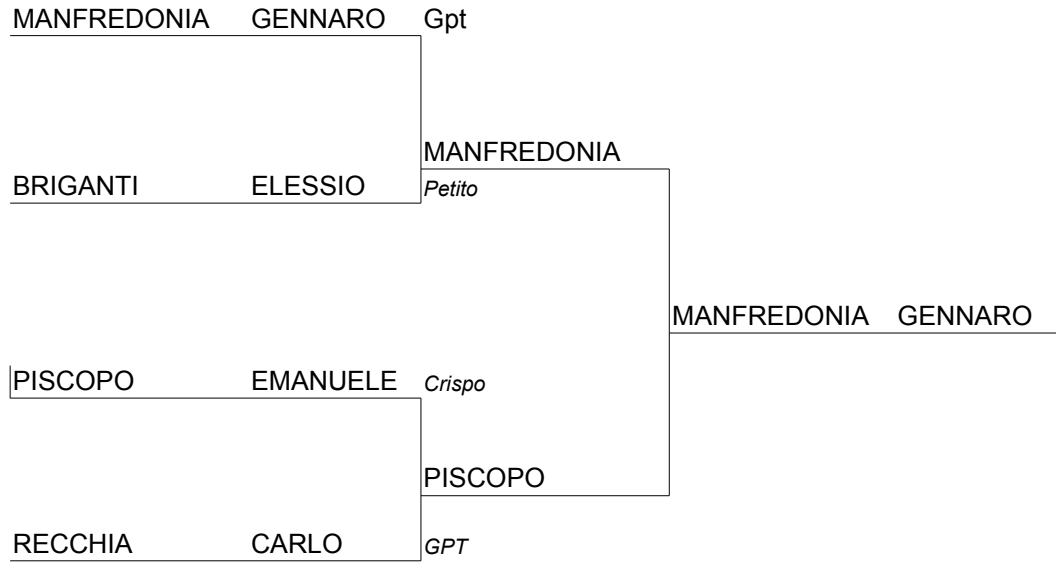 MANFREDONIA GENNARO Gpt
MANFREDONIA
BRIGANTI ELESSIO Petito
MANFREDONIA GENNARO
PISCOPO EMANUELE Crispo
PISCOPO
RECCHIA CARLO GPT